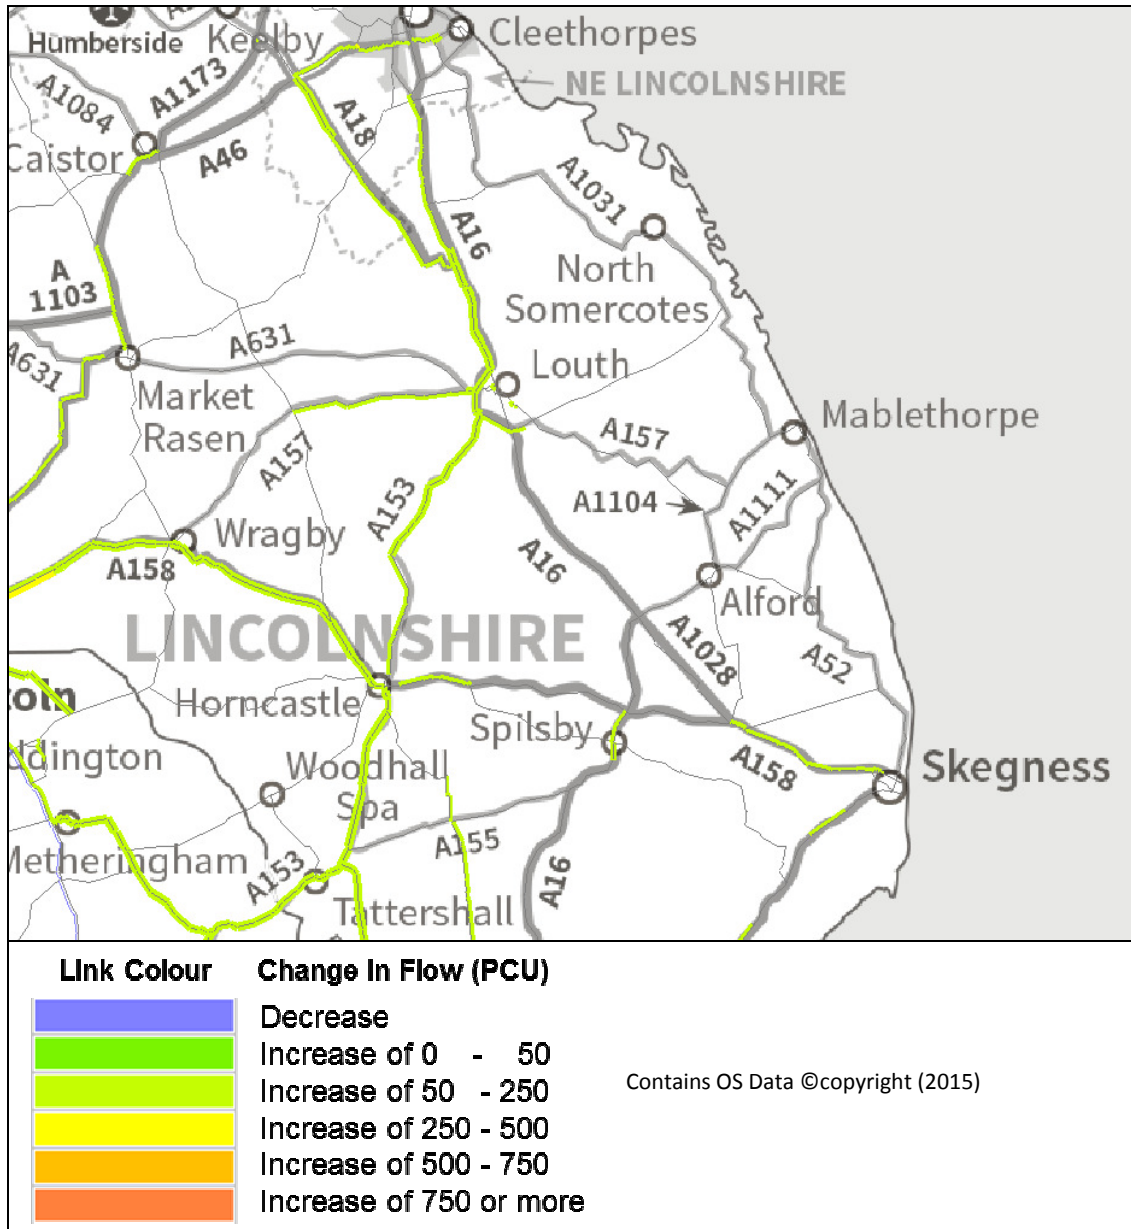 Cleethorpes
Humberside
Keelby
NE LINCOLNSHIRE
A1173
A1084
A18
Caistor
A46
A1031
A16
A
1103
North
Somercotes
A631
A631
Louth
Market
Rasen
Mablethorpe
A157
A157
A1104
A1111
A153
Wragby
A158
A16
Alford
LINCOLNSHIRE
A1028
A52
coln
Horncastle
Spilsby
ddington
Woodhall
Spa
A158
Skegness
Metheringham
A155
A153
A16
Tattershall
Link Colour Change In Flow (PCU)
Decrease
Increase of 0 - 50
Increase of 50 - 250
Increase of 250 - 500
Increase of 500 - 750
Increase of 750 or more
Contains OS Data ©copyright (2015)